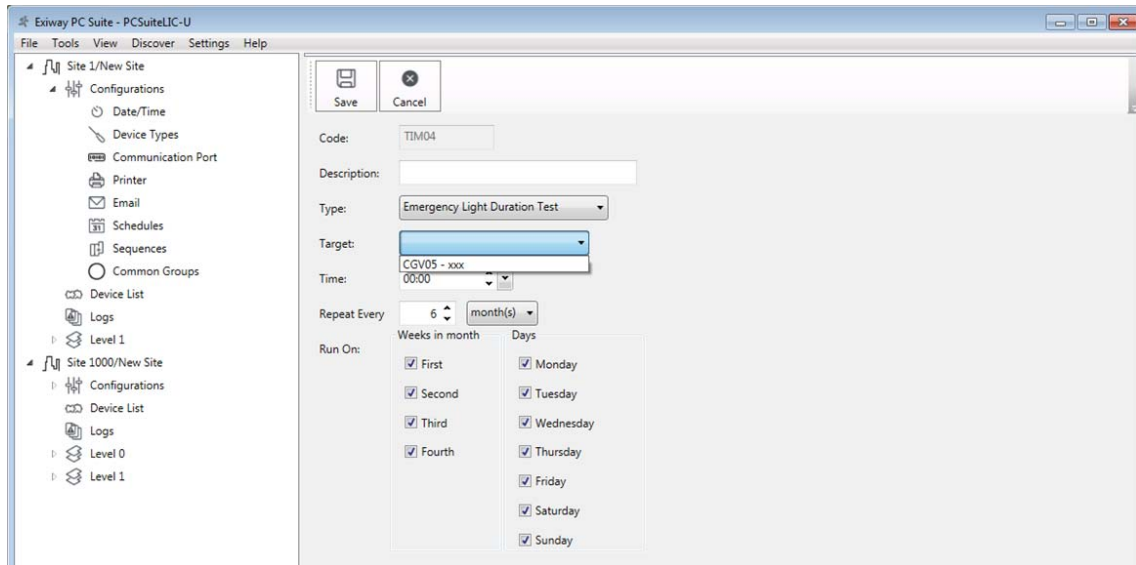 Exiway PC Suite - PCSuiteLIC-U
File Tools View Discover Settings Help
Site 1/New Site
Configurations
Date/Time
Device Types
Communication Port
Printer
Email
31 Schedules
Sequences
Common Groups
Device List
Logs
Level 1
Site 1000/New Site
Configurations
Device List
Logs
Level 0
Level 1
Save Cancel
Code: TIM04
Description:
Type: Emergency Light Duration Test
Target:
CGV05 - xxx
Time: 00:00
Repeat Every 6 month(s)
Run On:
Weeks in month
First
Second
Third
Fourth
Days
Monday
Tuesday
Wednesday
Thursday
Friday
Saturday
Sunday